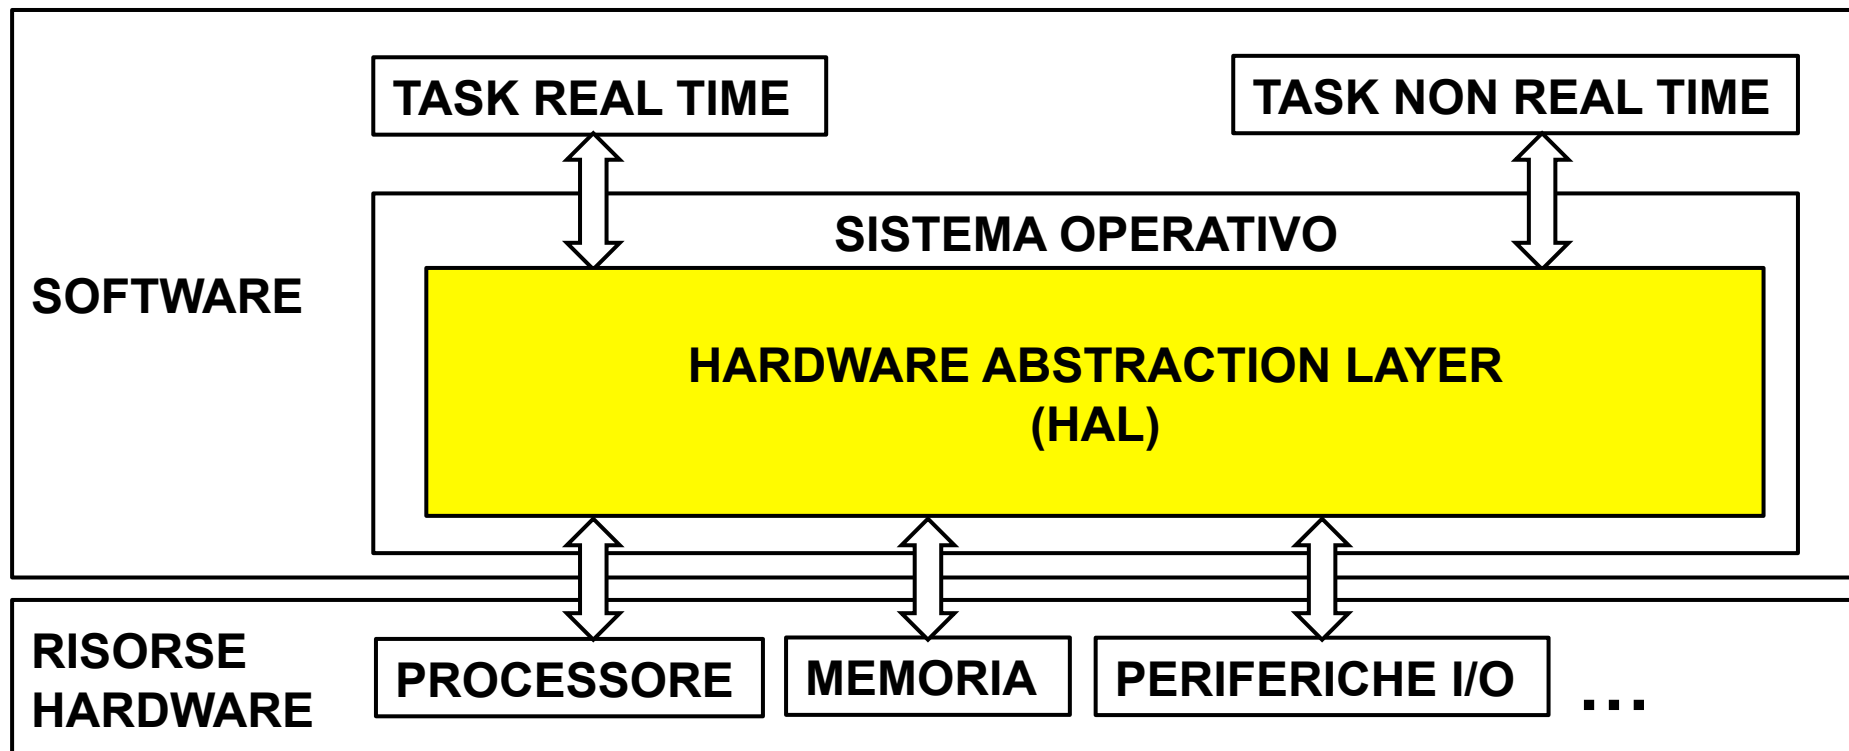 TASK REAL TIME
TASK NON REAL TIME
SISTEMA OPERATIVO
SOFTWARE
HARDWARE ABSTRACTION LAYER
(HAL)
RISORSE
HARDWARE
PROCESSORE
MEMORIA
PERIFERICHE I/O
...